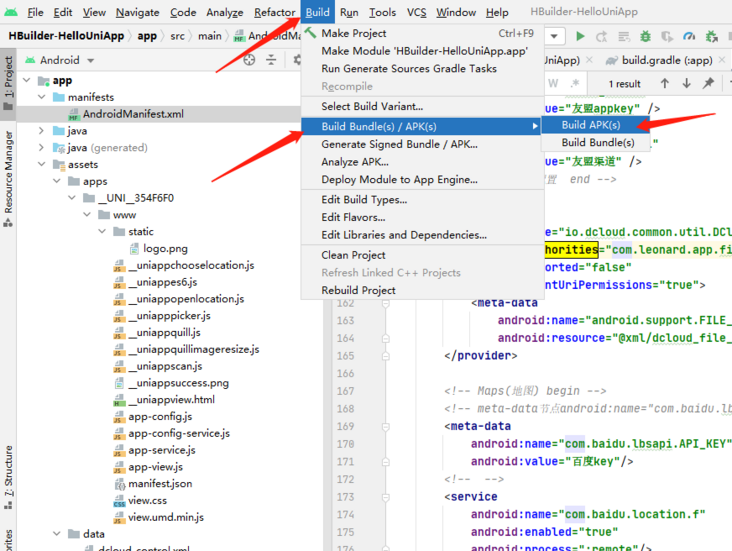 File Edit View Navigate Code Analyze Refactor Build Run Tools VCS Window Help HBuilder-HelloUniApp
HBuilder-HelloUniApp app src main
1: Project
Resource Manager
7: Structure
Android
app
manifests
AndroidManifest.xml
java
java (generated)
assets
apps
__UNI__354F6F0
www
static
logo.png
__uniappchooselocation.js
__uniappes6.js
__uniappopenlocation.js
__uniapppicker.js
__uniappquill.js
__uniappquillimageresize.js
__uniappscan.js
__uniappsuccess.png
__uniappview.html
app-config.js
app-config-service.js
app-service.js
app-view.js
manifest.json
view.css
view.umd.min.js
data
dcloud_control.xml
Make Project Ctrl+F9
Make Module 'HBuilder-HelloUniApp.app'
Run Generate Sources Gradle Tasks
Recompile
Select Build Variant...
Build Bundle(s) / APK(s)
Generate Signed Bundle / APK...
Analyze APK...
Deploy Module to App Engine...
Edit Build Types...
Edit Flavors...
Edit Libraries and Dependencies...
Clean Project
Refresh Linked C++ Projects
Rebuild Project
Build APK(s)
Build Bundle(s)
build.gradle (:app)
W .* 1 result
ue="友盟appkey" />
ue="友盟渠道" />
置 end -->
e="io.dcloud.common.util.DCl
horities="com.leonard.app.fi
orted="false"
ntUriPermissions="true">
162 <meta-data
163 android:name="android.support.FILE_
164 android:resource="@xml/dcloud_file_
165 </provider>
166
167 <!-- Maps(地图) begin -->
168 <!-- meta-data节点android:name="com.baidu.lb
169 <meta-data
170 android:name="com.baidu.lbsapi.API_KEY"
171 android:value="百度key"/>
172 <!-- -->
173 <service
174 android:name="com.baidu.location.f"
175 android:enabled="true"
176 android:process=":remote"/>